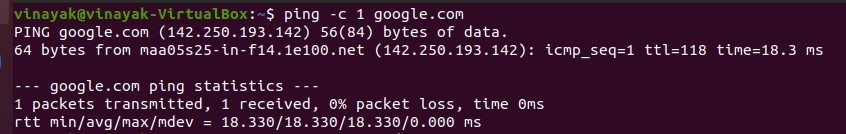 vinayak@vinayak-VirtualBox:~$ ping -c 1 google.com
PING google.com (142.250.193.142) 56(84) bytes of data.
64 bytes from maa05s25-in-f14.1e100.net (142.250.193.142): icmp_seq=1 ttl=118 time=18.3 ms

--- google.com ping statistics ---
1 packets transmitted, 1 received, 0% packet loss, time 0ms
rtt min/avg/max/mdev = 18.330/18.330/18.330/0.000 ms